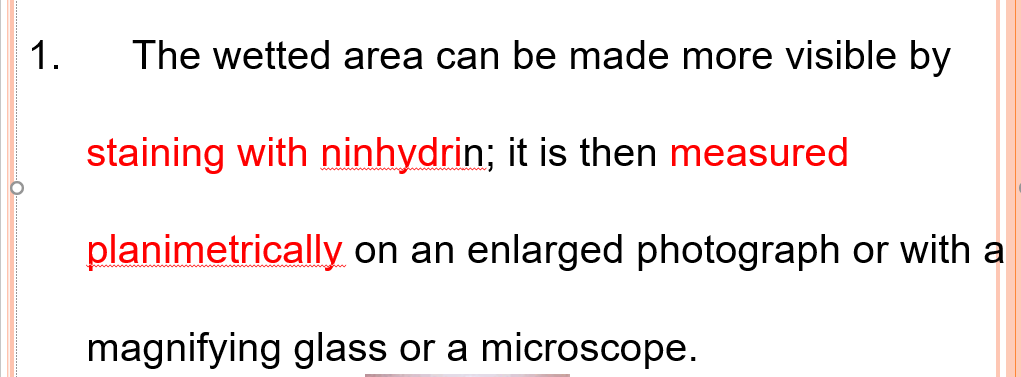 1. The wetted area can be made more visible by
staining with ninhydrin; it is then measured
planimetrically on an enlarged photograph or with a
magnifying glass or a microscope.